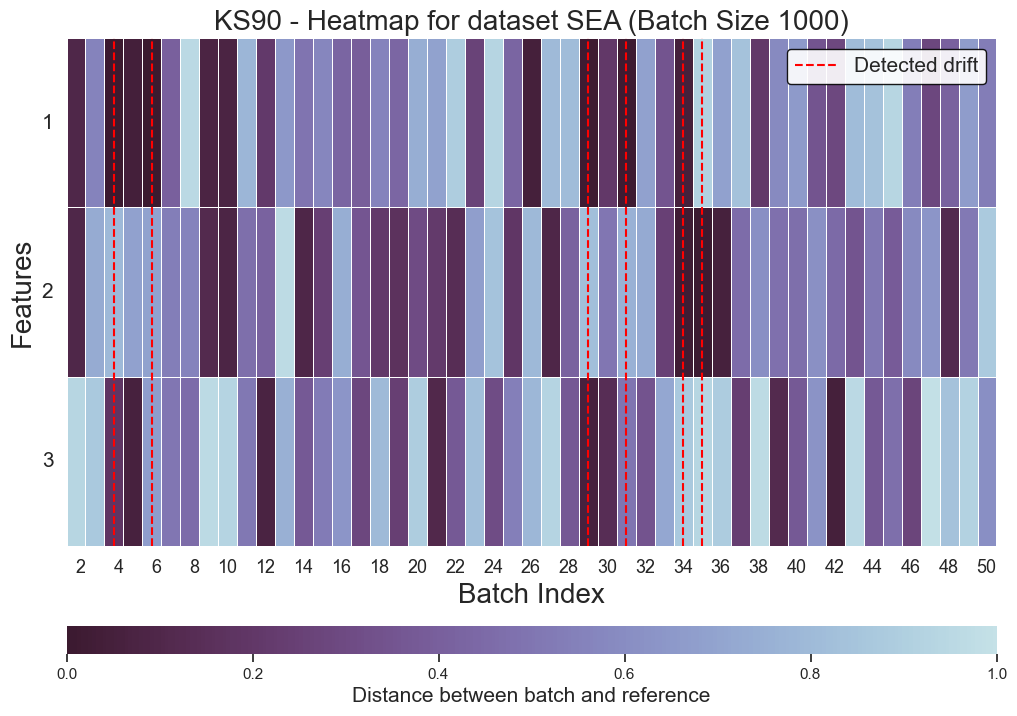 KS90 - Heatmap for dataset SEA (Batch Size 1000)
Detected drift
Features
1
2
3
2 4 6 8 10 12 14 16 18 20 22 24 26 28 30 32 34 36 38 40 42 44 46 48 50
Batch Index
0.0 0.2 0.4 0.6 0.8 1.0
Distance between batch and reference